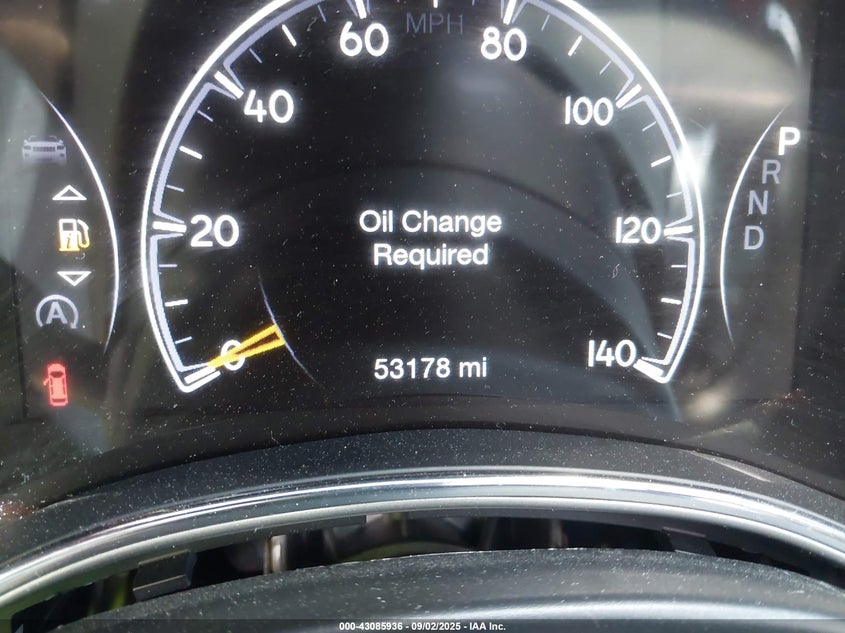 MPH
60
80
40
100
P
R
20
Oil Change
120
N
Required
D
A
0
53178 mi
140
000-43085936 - 09/02/2025 - IAA Inc.